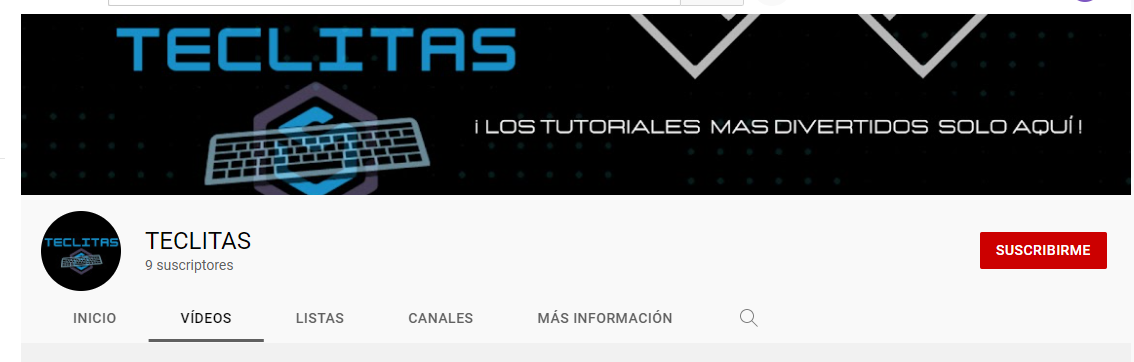 TECLITAS
¡ LOS TUTORIALES MAS DIVERTIDOS SOLO AQUÍ !
TECLITAS
TECLITAS
9 suscriptores
SUSCRIBIRME
INICIO VÍDEOS LISTAS CANALES MÁS INFORMACIÓN